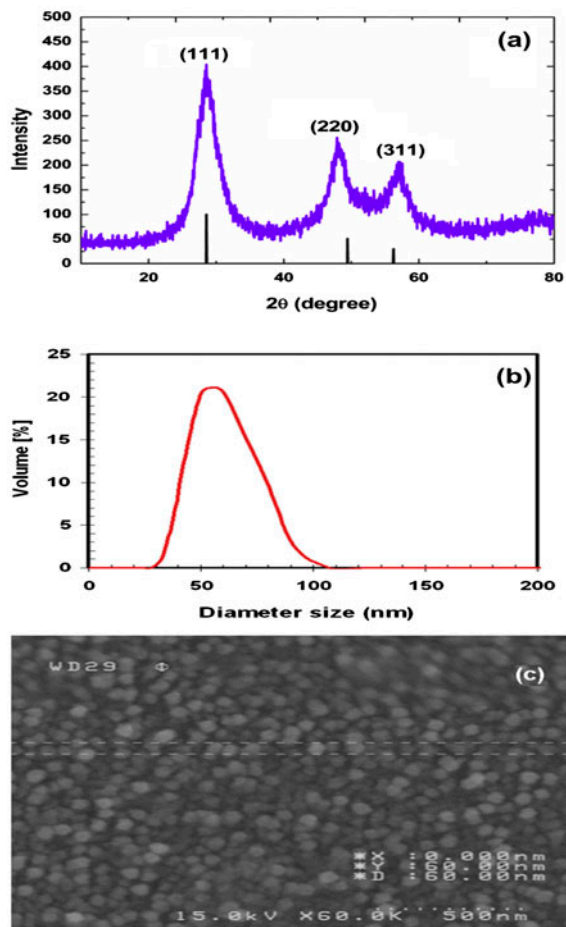 500
(a)
450
(111)
400
350
300
(220)
250
(311)
200
150
100
50
0
Intensity
20 40 60 80
2θ (degree)
25
(b)
20
15
10
5
0
Volume [%]
0 50 100 150 200
Diameter size (nm)
(c)
WD29
*X :0.000nm
*Y :60.00nm
*D :60.00nm
15.0kV X60.0K 500nm